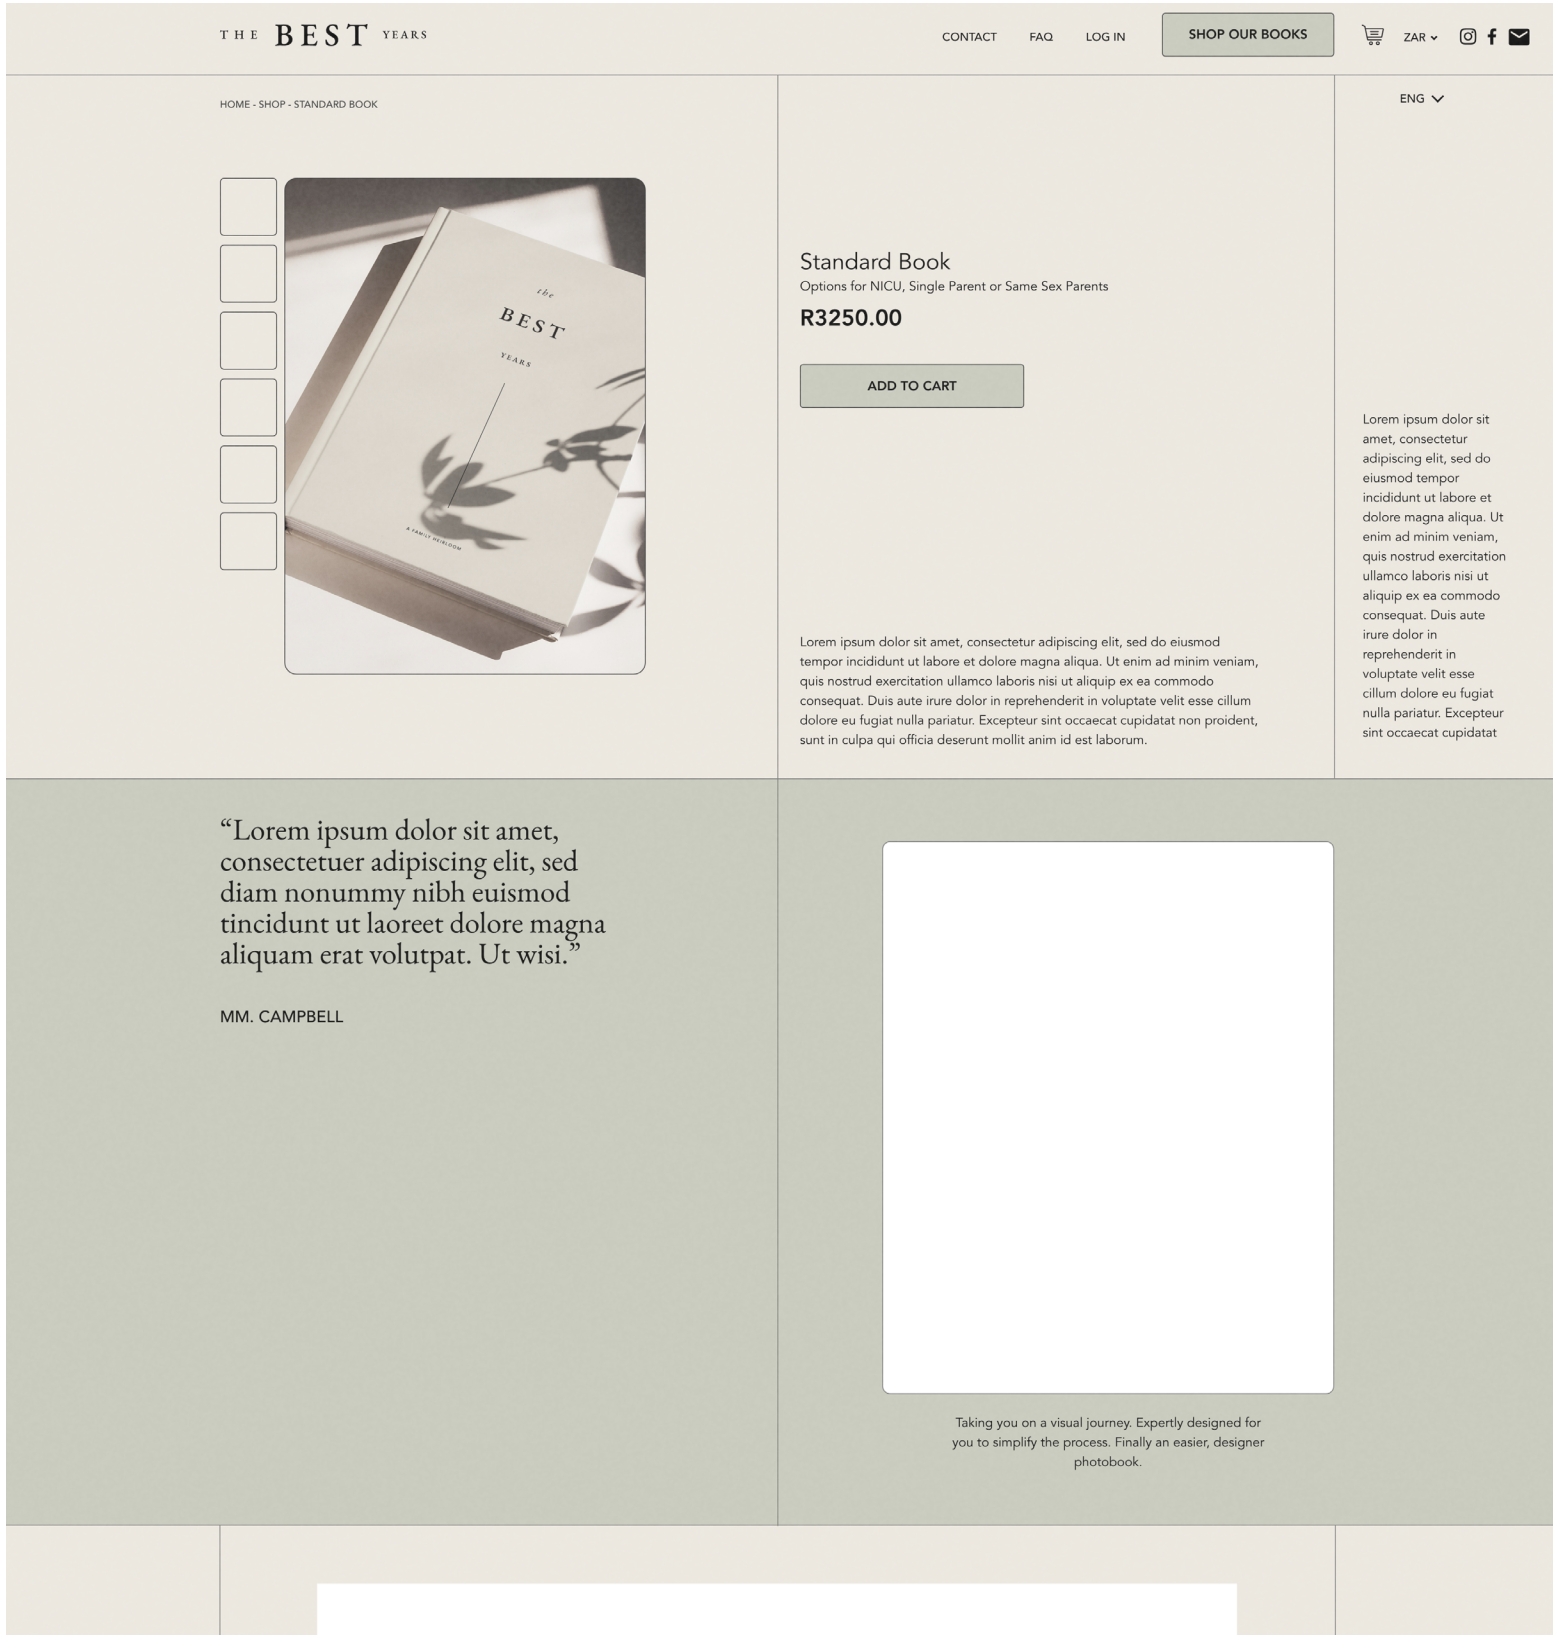 THE BEST YEARS
CONTACT FAQ LOG IN SHOP OUR BOOKS ZAR
HOME - SHOP - STANDARD BOOK
ENG
the
BEST
YEARS
A FAMILY HEIRLOOM
Standard Book
Options for NICU, Single Parent or Same Sex Parents
R3250.00
ADD TO CART
Lorem ipsum dolor sit amet, consectetur adipiscing elit, sed do eiusmod
tempor incididunt ut labore et dolore magna aliqua. Ut enim ad minim veniam,
quis nostrud exercitation ullamco laboris nisi ut aliquip ex ea commodo
consequat. Duis aute irure dolor in reprehenderit in voluptate velit esse cillum
dolore eu fugiat nulla pariatur. Excepteur sint occaecat cupidatat non proident,
sunt in culpa qui officia deserunt mollit anim id est laborum.
Lorem ipsum dolor sit
amet, consectetur
adipiscing elit, sed do
eiusmod tempor
incididunt ut labore et
dolore magna aliqua. Ut
enim ad minim veniam,
quis nostrud exercitation
ullamco laboris nisi ut
aliquip ex ea commodo
consequat. Duis aute
irure dolor in
reprehenderit in
voluptate velit esse
cillum dolore eu fugiat
nulla pariatur. Excepteur
sint occaecat cupidatat
“Lorem ipsum dolor sit amet,
consectetuer adipiscing elit, sed
diam nonummy nibh euismod
tincidunt ut laoreet dolore magna
aliquam erat volutpat. Ut wisi.”
MM. CAMPBELL
Taking you on a visual journey. Expertly designed for
you to simplify the process. Finally an easier, designer
photobook.